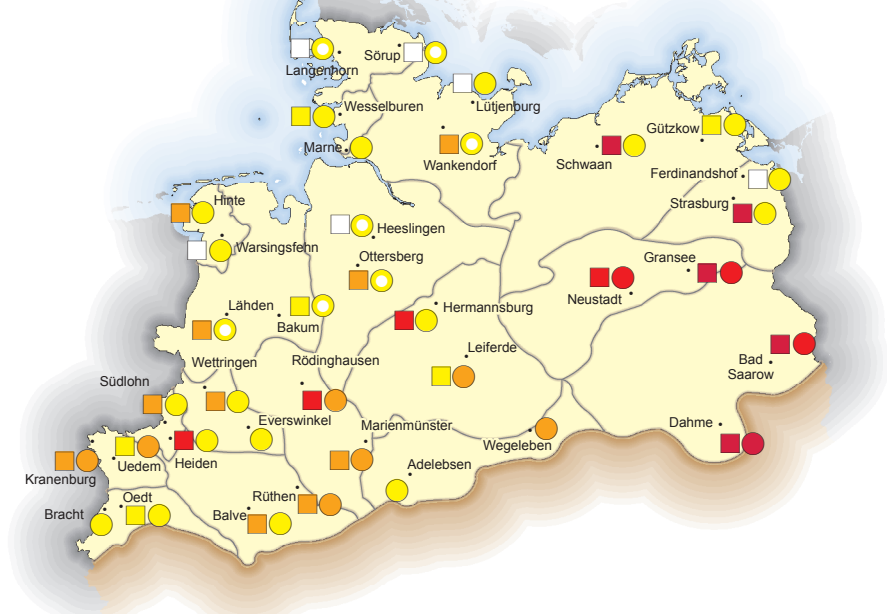 Sörup
Langenhorn
Wesselburen
Lütjenburg
Marne
Wankendorf
Schwaan
Gützkow
Ferdinandshof
Strasburg
Hinte
Heeslingen
Warsingsfehn
Ottersberg
Gransee
Neustadt
Lähden
Bakum
Hermannsburg
Leiferde
Wettringen
Rödinghausen
Bad
Saarow
Südlohn
Everswinkel
Marienmünster
Wegeleben
Dahme
Kranenburg
Uedem
Heiden
Adelebsen
Oedt
Bracht
Rüthen
Balve